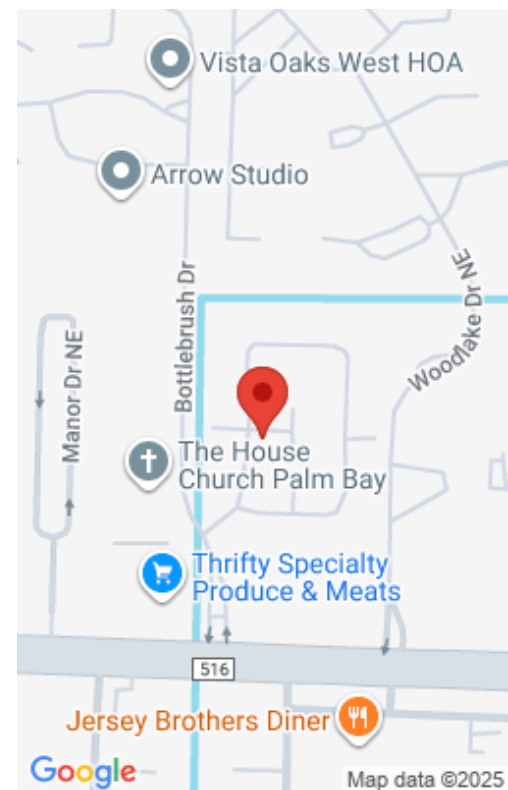 Vista Oaks West HOA
Arrow Studio
Bottlebrush Dr
Woodlake Dr NE
Manor Dr NE
The House
Church Palm Bay
Thrifty Specialty
Produce & Meats
516
Jersey Brothers Diner
Google
Map data ©2025